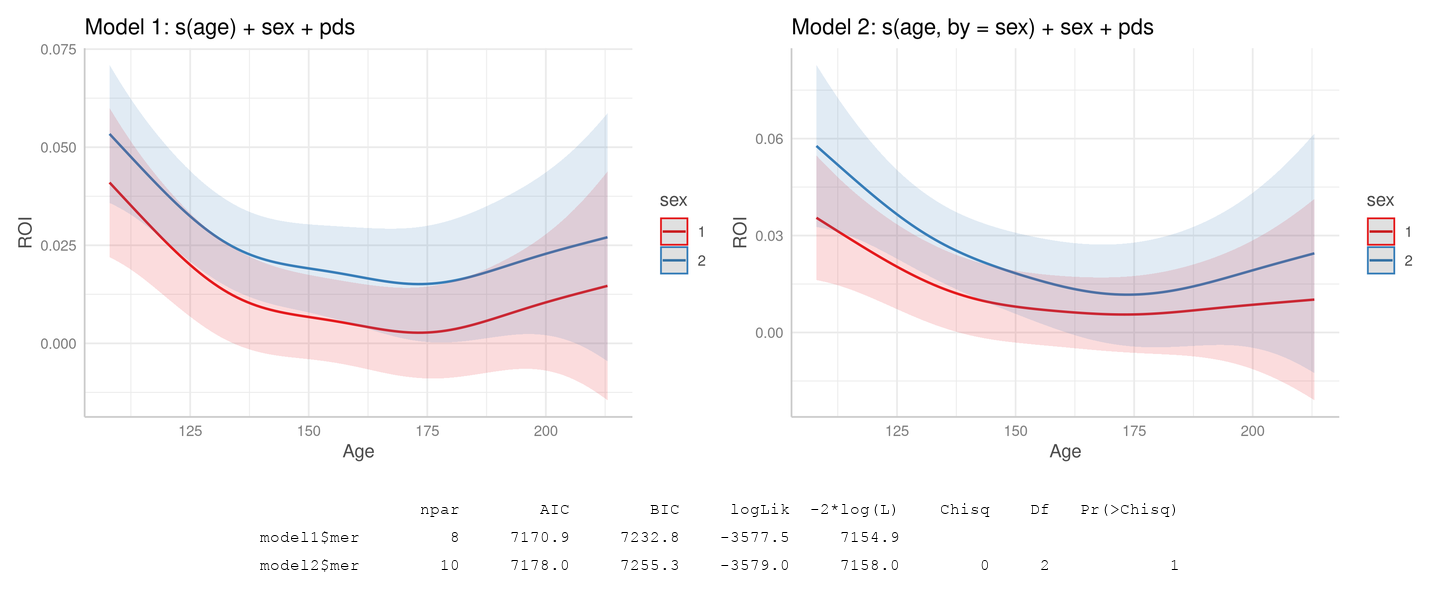 Model 1: s(age) + sex + pds
0.075
0.050
0.025
0.000
ROI
125 150 175 200
Age
sex
1
2
Model 2: s(age, by = sex) + sex + pds
0.06
0.03
0.00
ROI
125 150 175 200
Age
sex
1
2
npar AIC BIC logLik -2*log(L) Chisq Df Pr(>Chisq)
model1$mer 8 7170.9 7232.8 -3577.5 7154.9
model2$mer 10 7178.0 7255.3 -3579.0 7158.0 0 2 1